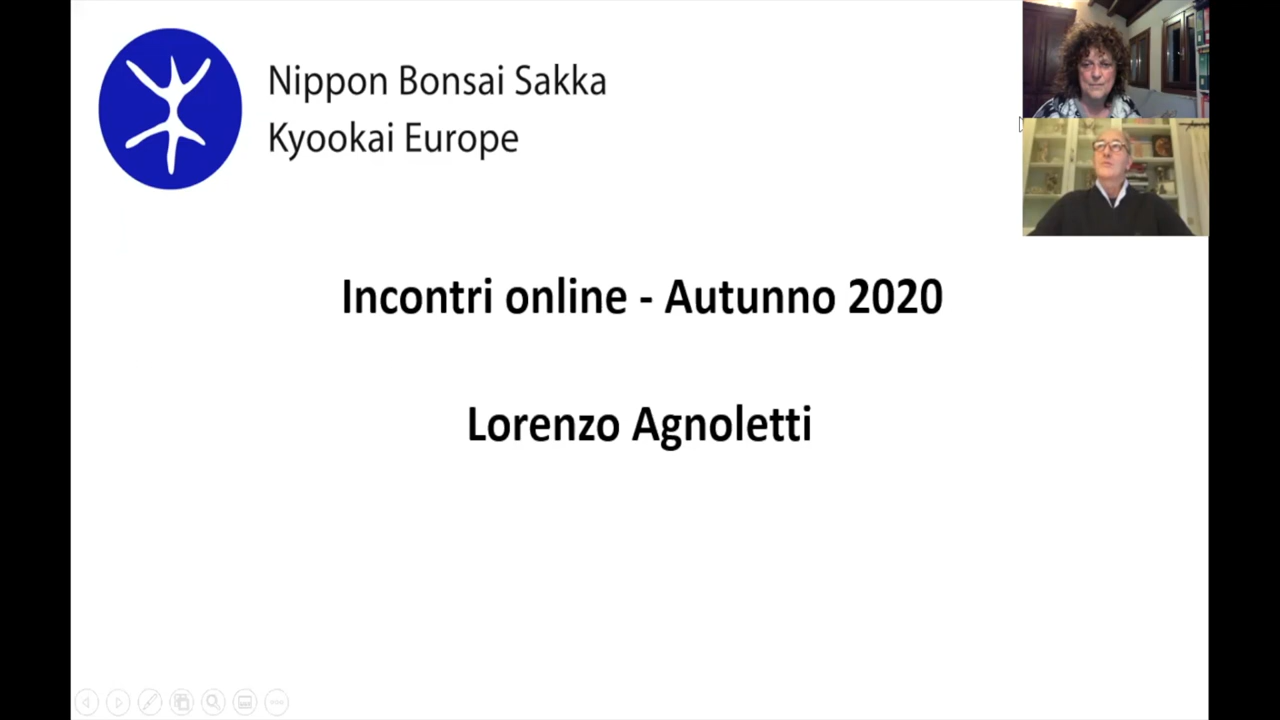 Nippon Bonsai Sakka
Kyookai Europe
Incontri online - Autunno 2020
Lorenzo Agnoletti